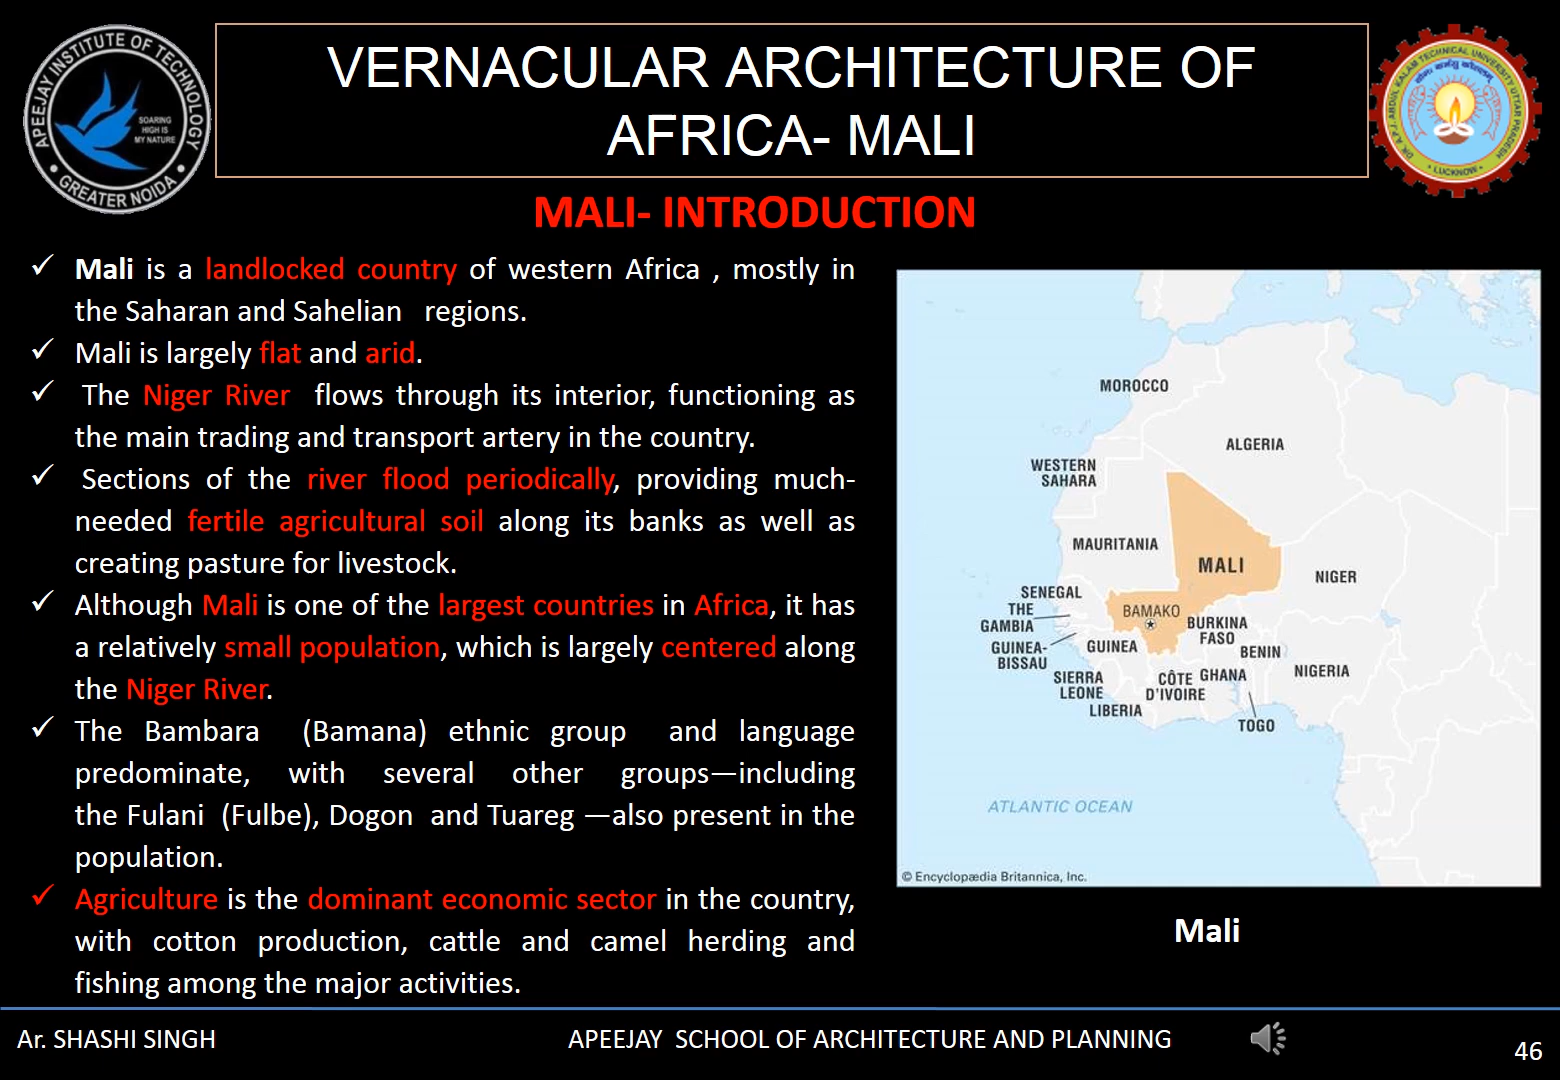 APEEJAY INSTITUTE OF TECHNOLOGY
SOARING
HIGH IS
MY NATURE
• GREATER NOIDA •
VERNACULAR ARCHITECTURE OF
AFRICA- MALI
DR. A.P.J. ABDUL KALAM TECHNICAL UNIVERSITY UTTAR PRADESH
• LUCKNOW •
MALI- INTRODUCTION
✓ Mali is a landlocked country of western Africa , mostly in
the Saharan and Sahelian regions.
✓ Mali is largely flat and arid.
✓ The Niger River flows through its interior, functioning as
the main trading and transport artery in the country.
✓ Sections of the river flood periodically, providing much-
needed fertile agricultural soil along its banks as well as
creating pasture for livestock.
✓ Although Mali is one of the largest countries in Africa, it has
a relatively small population, which is largely centered along
the Niger River.
✓ The Bambara (Bamana) ethnic group and language
predominate, with several other groups—including
the Fulani (Fulbe), Dogon and Tuareg —also present in the
population.
✓ Agriculture is the dominant economic sector in the country,
with cotton production, cattle and camel herding and
fishing among the major activities.
MOROCCO
ALGERIA
WESTERN
SAHARA
MAURITANIA
MALI
NIGER
SENEGAL
THE
GAMBIA
BAMAKO
BURKINA
FASO
GUINEA-
BISSAU
GUINEA
BENIN
NIGERIA
SIERRA
LEONE
CÔTE
D'IVOIRE
GHANA
LIBERIA
TOGO
ATLANTIC OCEAN
© Encyclopædia Britannica, Inc.
Mali
Ar. SHASHI SINGH
APEEJAY SCHOOL OF ARCHITECTURE AND PLANNING
46